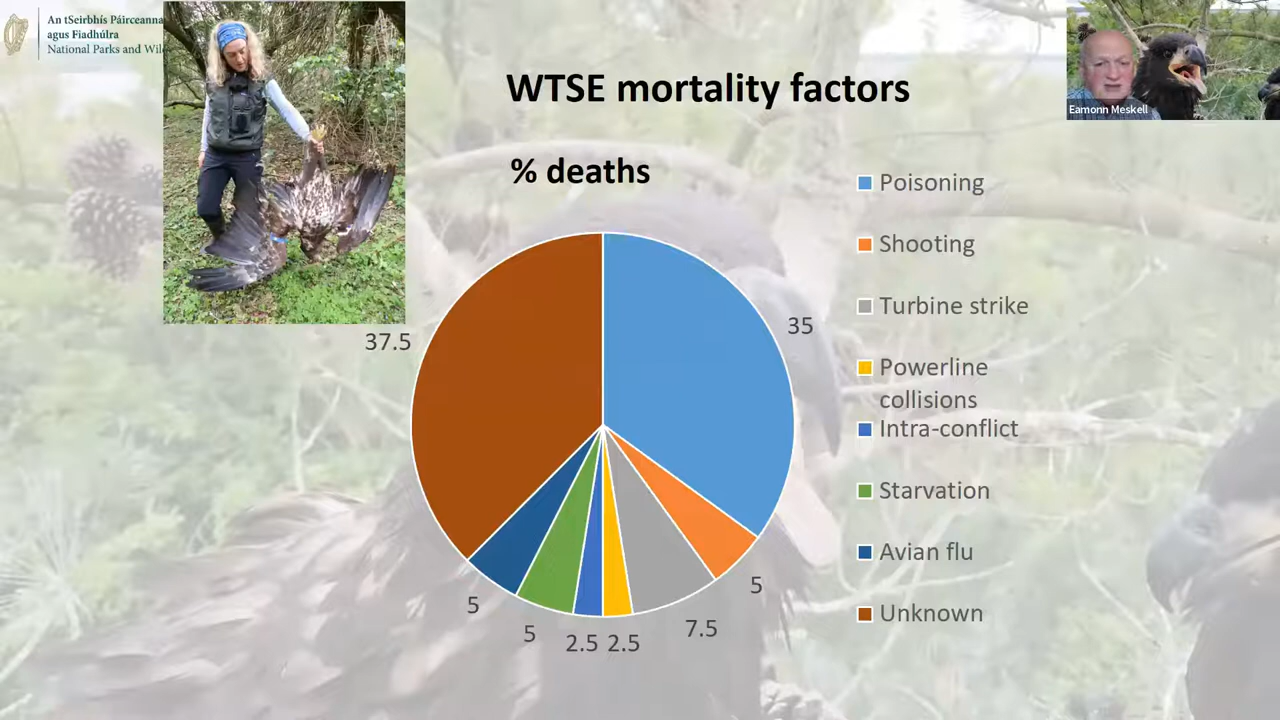 An tSeirbhís Páirceanna
agus Fiadhúlra
National Parks and Wil
WTSE mortality factors
Eamonn Meskell
% deaths
Poisoning
Shooting
Turbine strike
Powerline
collisions
Intra-conflict
Starvation
Avian flu
Unknown
37.5
35
5
7.5
2.5
2.5
5
5